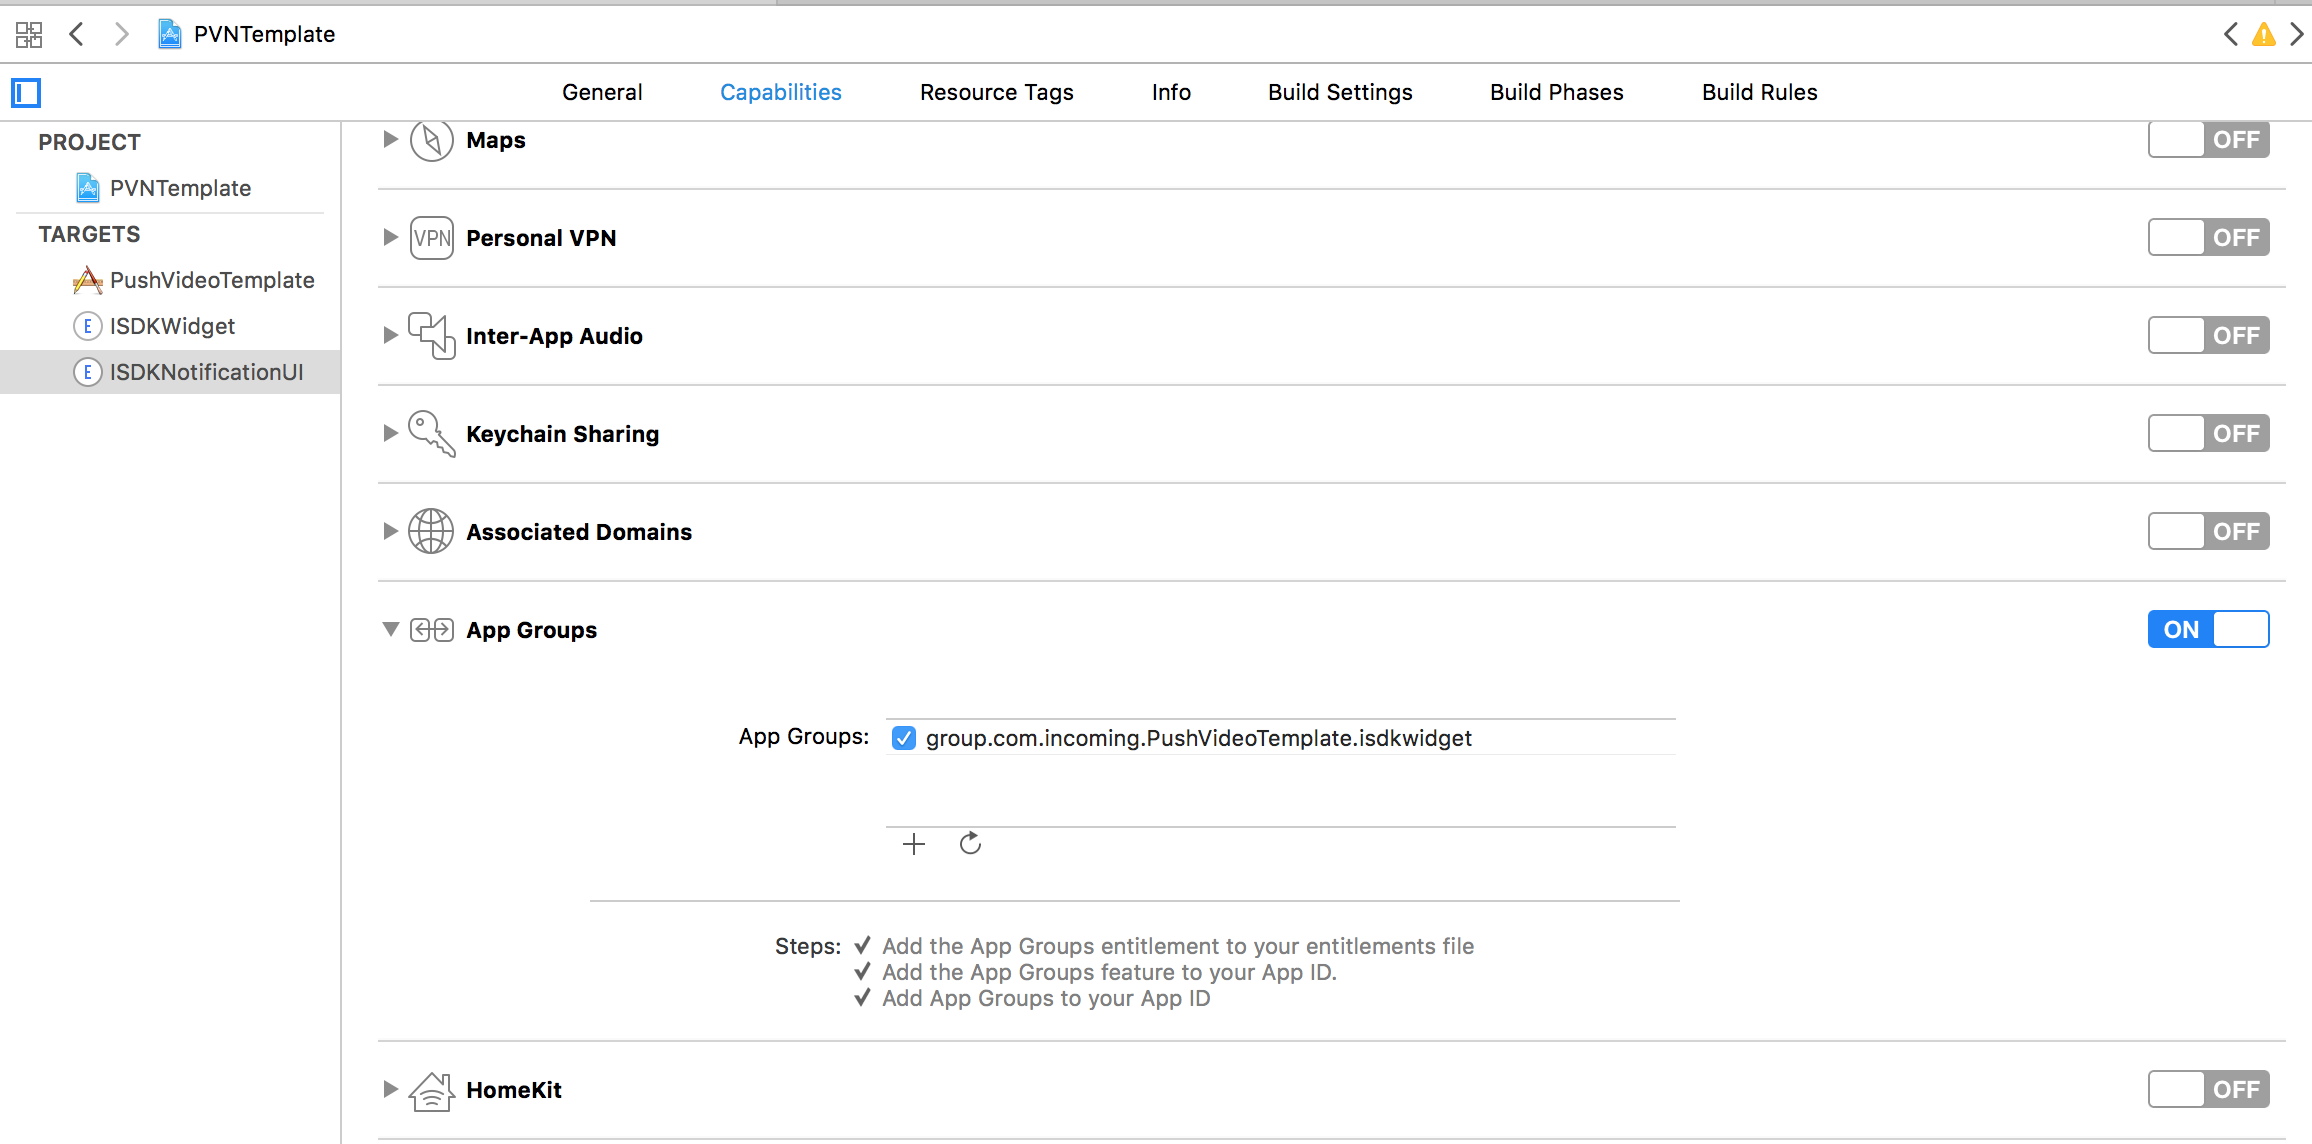 PVNTemplate
General Capabilities Resource Tags Info Build Settings Build Phases Build Rules
PROJECT
PVNTemplate
TARGETS
PushVideoTemplate
E ISDKWidget
E ISDKNotificationUI
Maps OFF
VPN Personal VPN OFF
Inter-App Audio OFF
Keychain Sharing OFF
Associated Domains OFF
App Groups ON
App Groups: group.com.incoming.PushVideoTemplate.isdkwidget
Steps: ✓ Add the App Groups entitlement to your entitlements file
✓ Add the App Groups feature to your App ID.
✓ Add App Groups to your App ID
HomeKit OFF